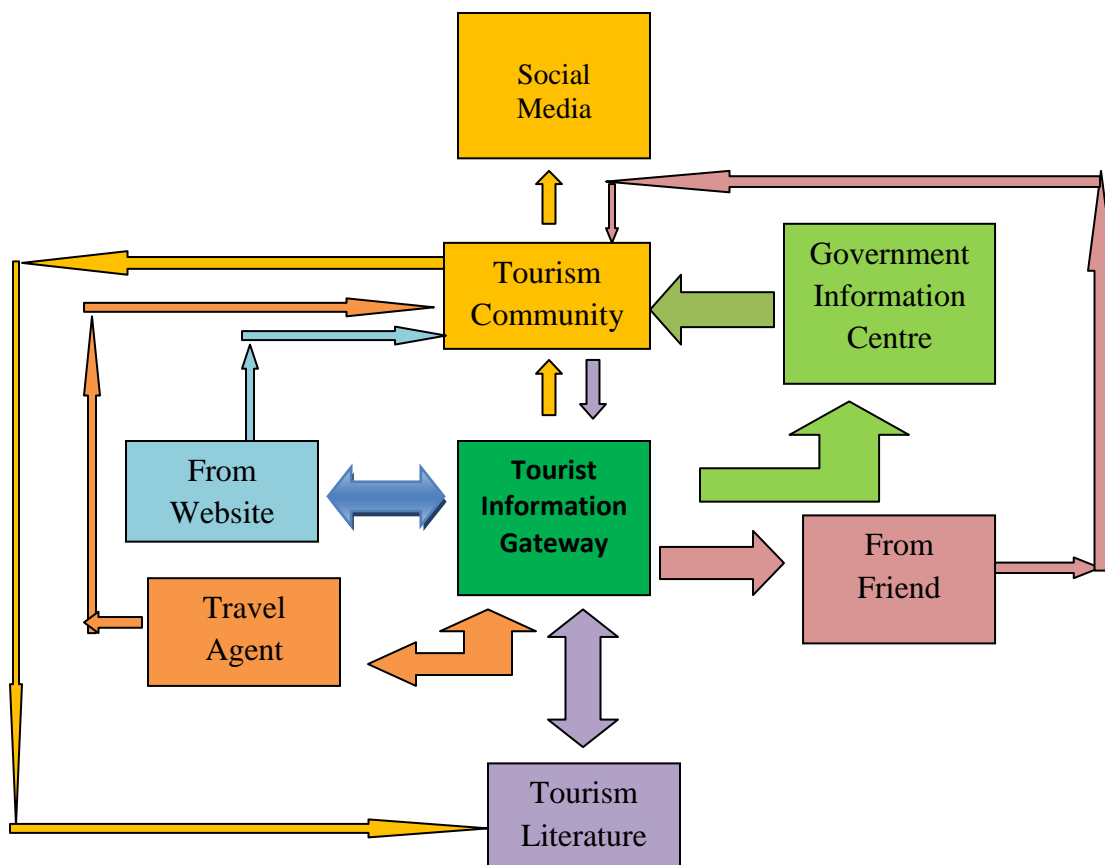 Social
Media
Tourism
Community
Government
Information
Centre
From
Website
Tourist
Information
Gateway
From
Friend
Travel
Agent
Tourism
Literature